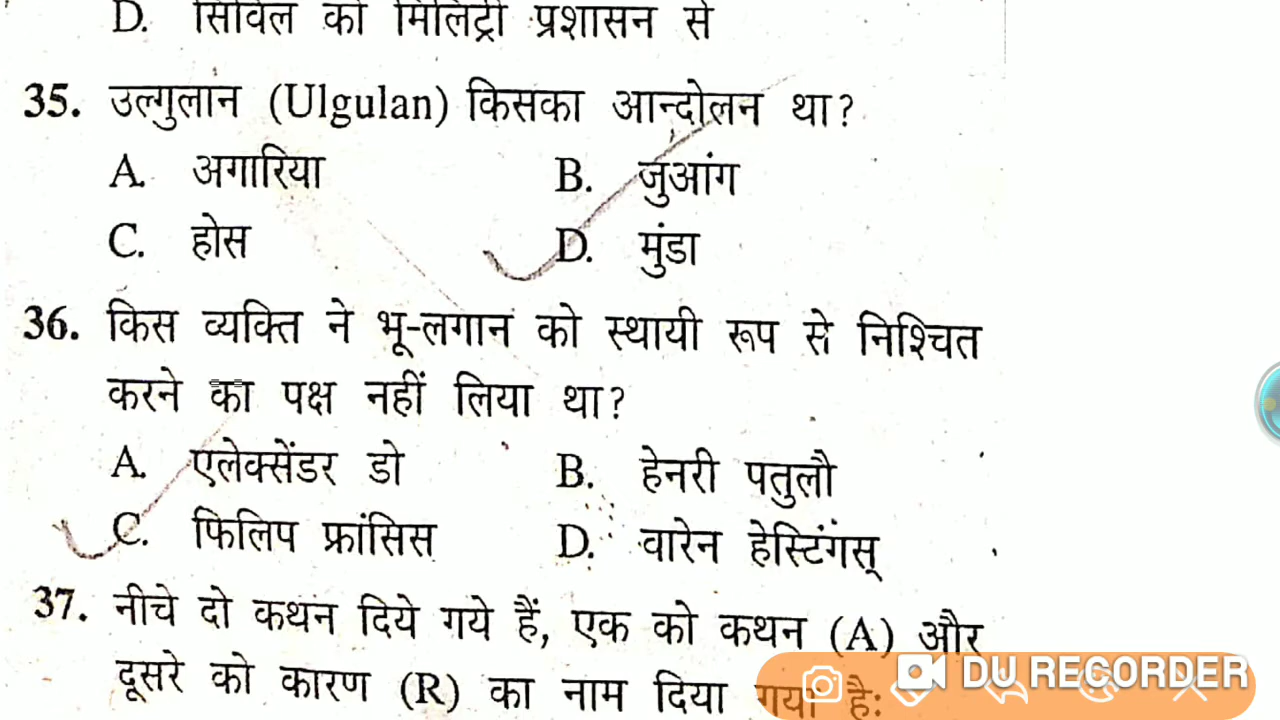 D. सिविल को मिलिट्री प्रशासन से
35. उल्गुलान (Ulgulan) किसका आन्दोलन था?
A. अगारिया B. जुआंग
C. होस D. मुंडा
36. किस व्यक्ति ने भू-लगान को स्थायी रूप से निश्चित
करने का पक्ष नहीं लिया था?
A. एलेक्सेंडर डो B. हेनरी पतुलौ
C. फिलिप फ्रांसिस D. वारेन हेस्टिंगस्
37. नीचे दो कथन दिये गये हैं, एक को कथन (A) और
दूसरे को कारण (R) का नाम दिया गया है:
DU RECORDER